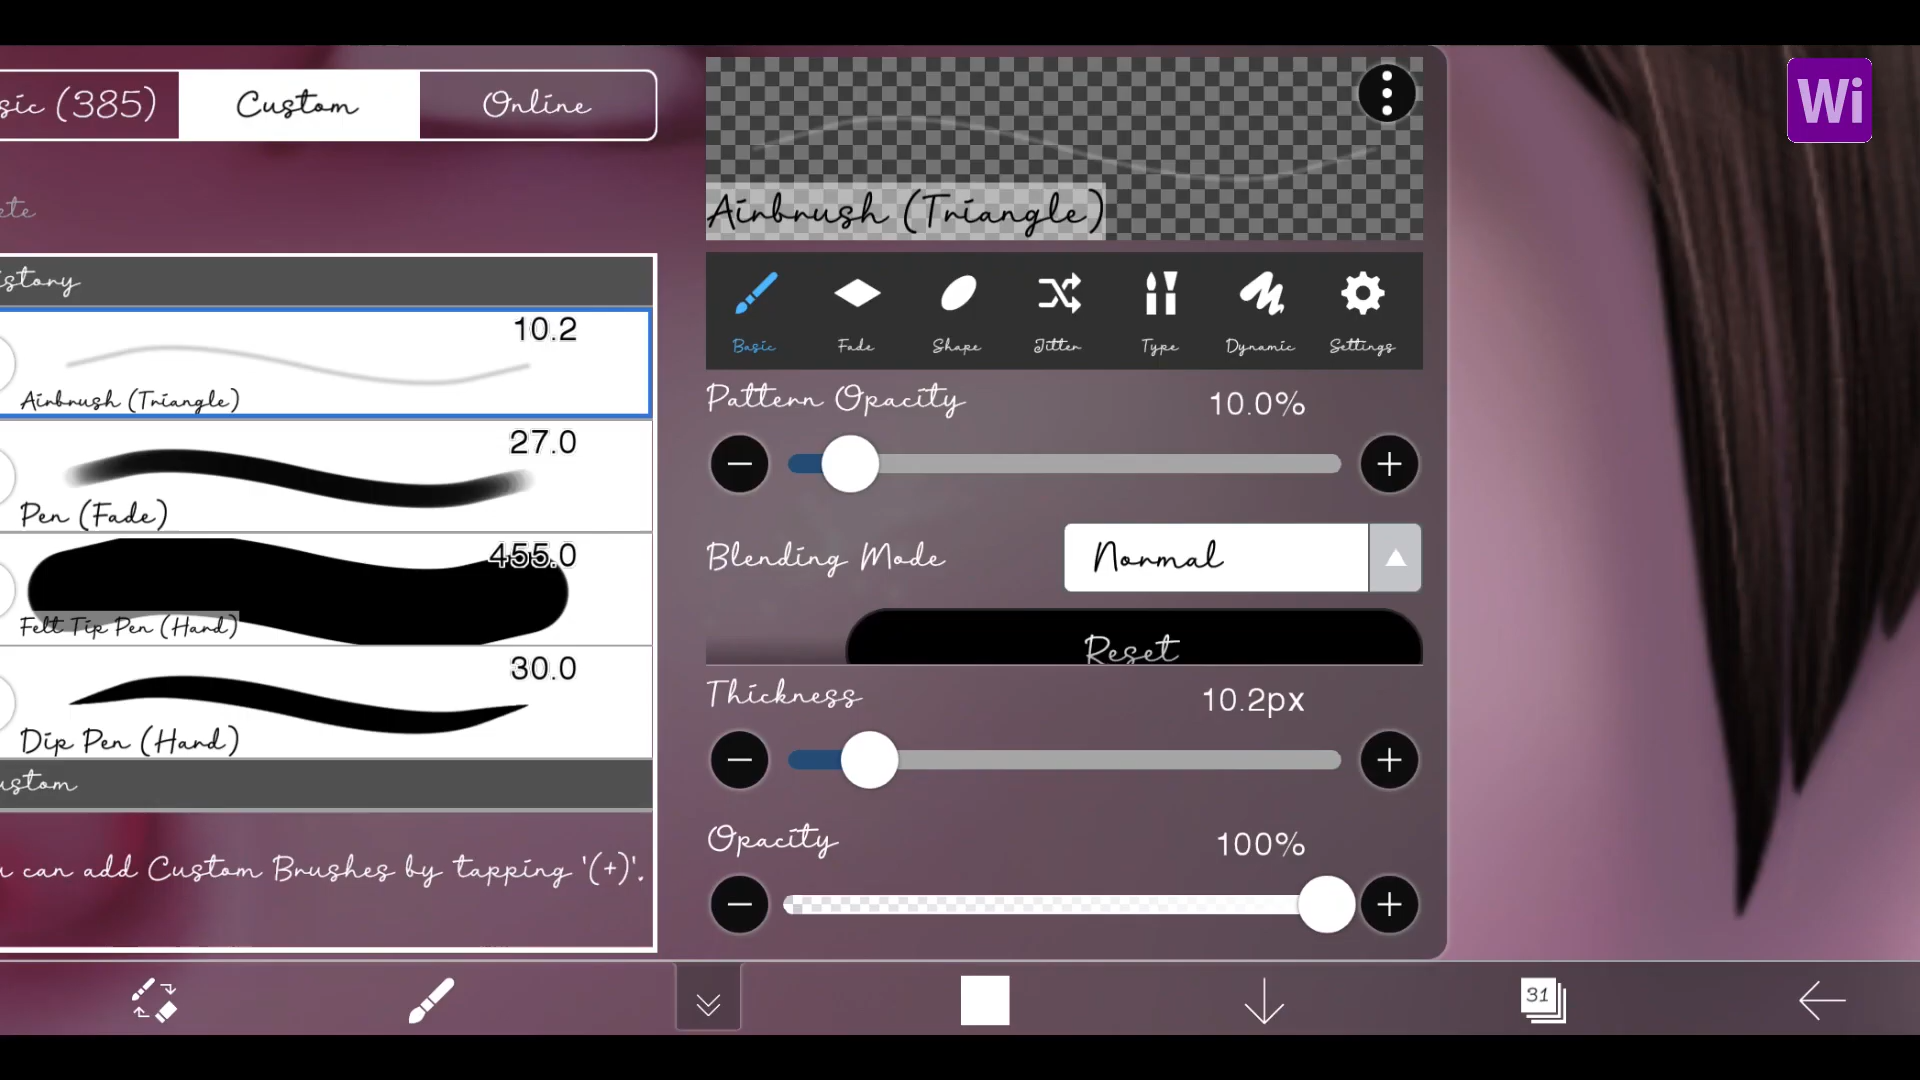 sic (385)
Custom
Online
ete
istory
10.2
Airbrush (Triangle)
27.0
Pen (Fade)
455.0
Felt Tip Pen (Hand)
30.0
Dip Pen (Hand)
ustom
u can add Custom Brushes by tapping '(+)'.
Airbrush (Triangle)
Basic
Fade
Shape
Jitter
Type
Dynamic
Settings
Pattern Opacity
10.0%
Blending Mode
Normal
Reset
Thickness
10.2px
Opacity
100%
31
Wi